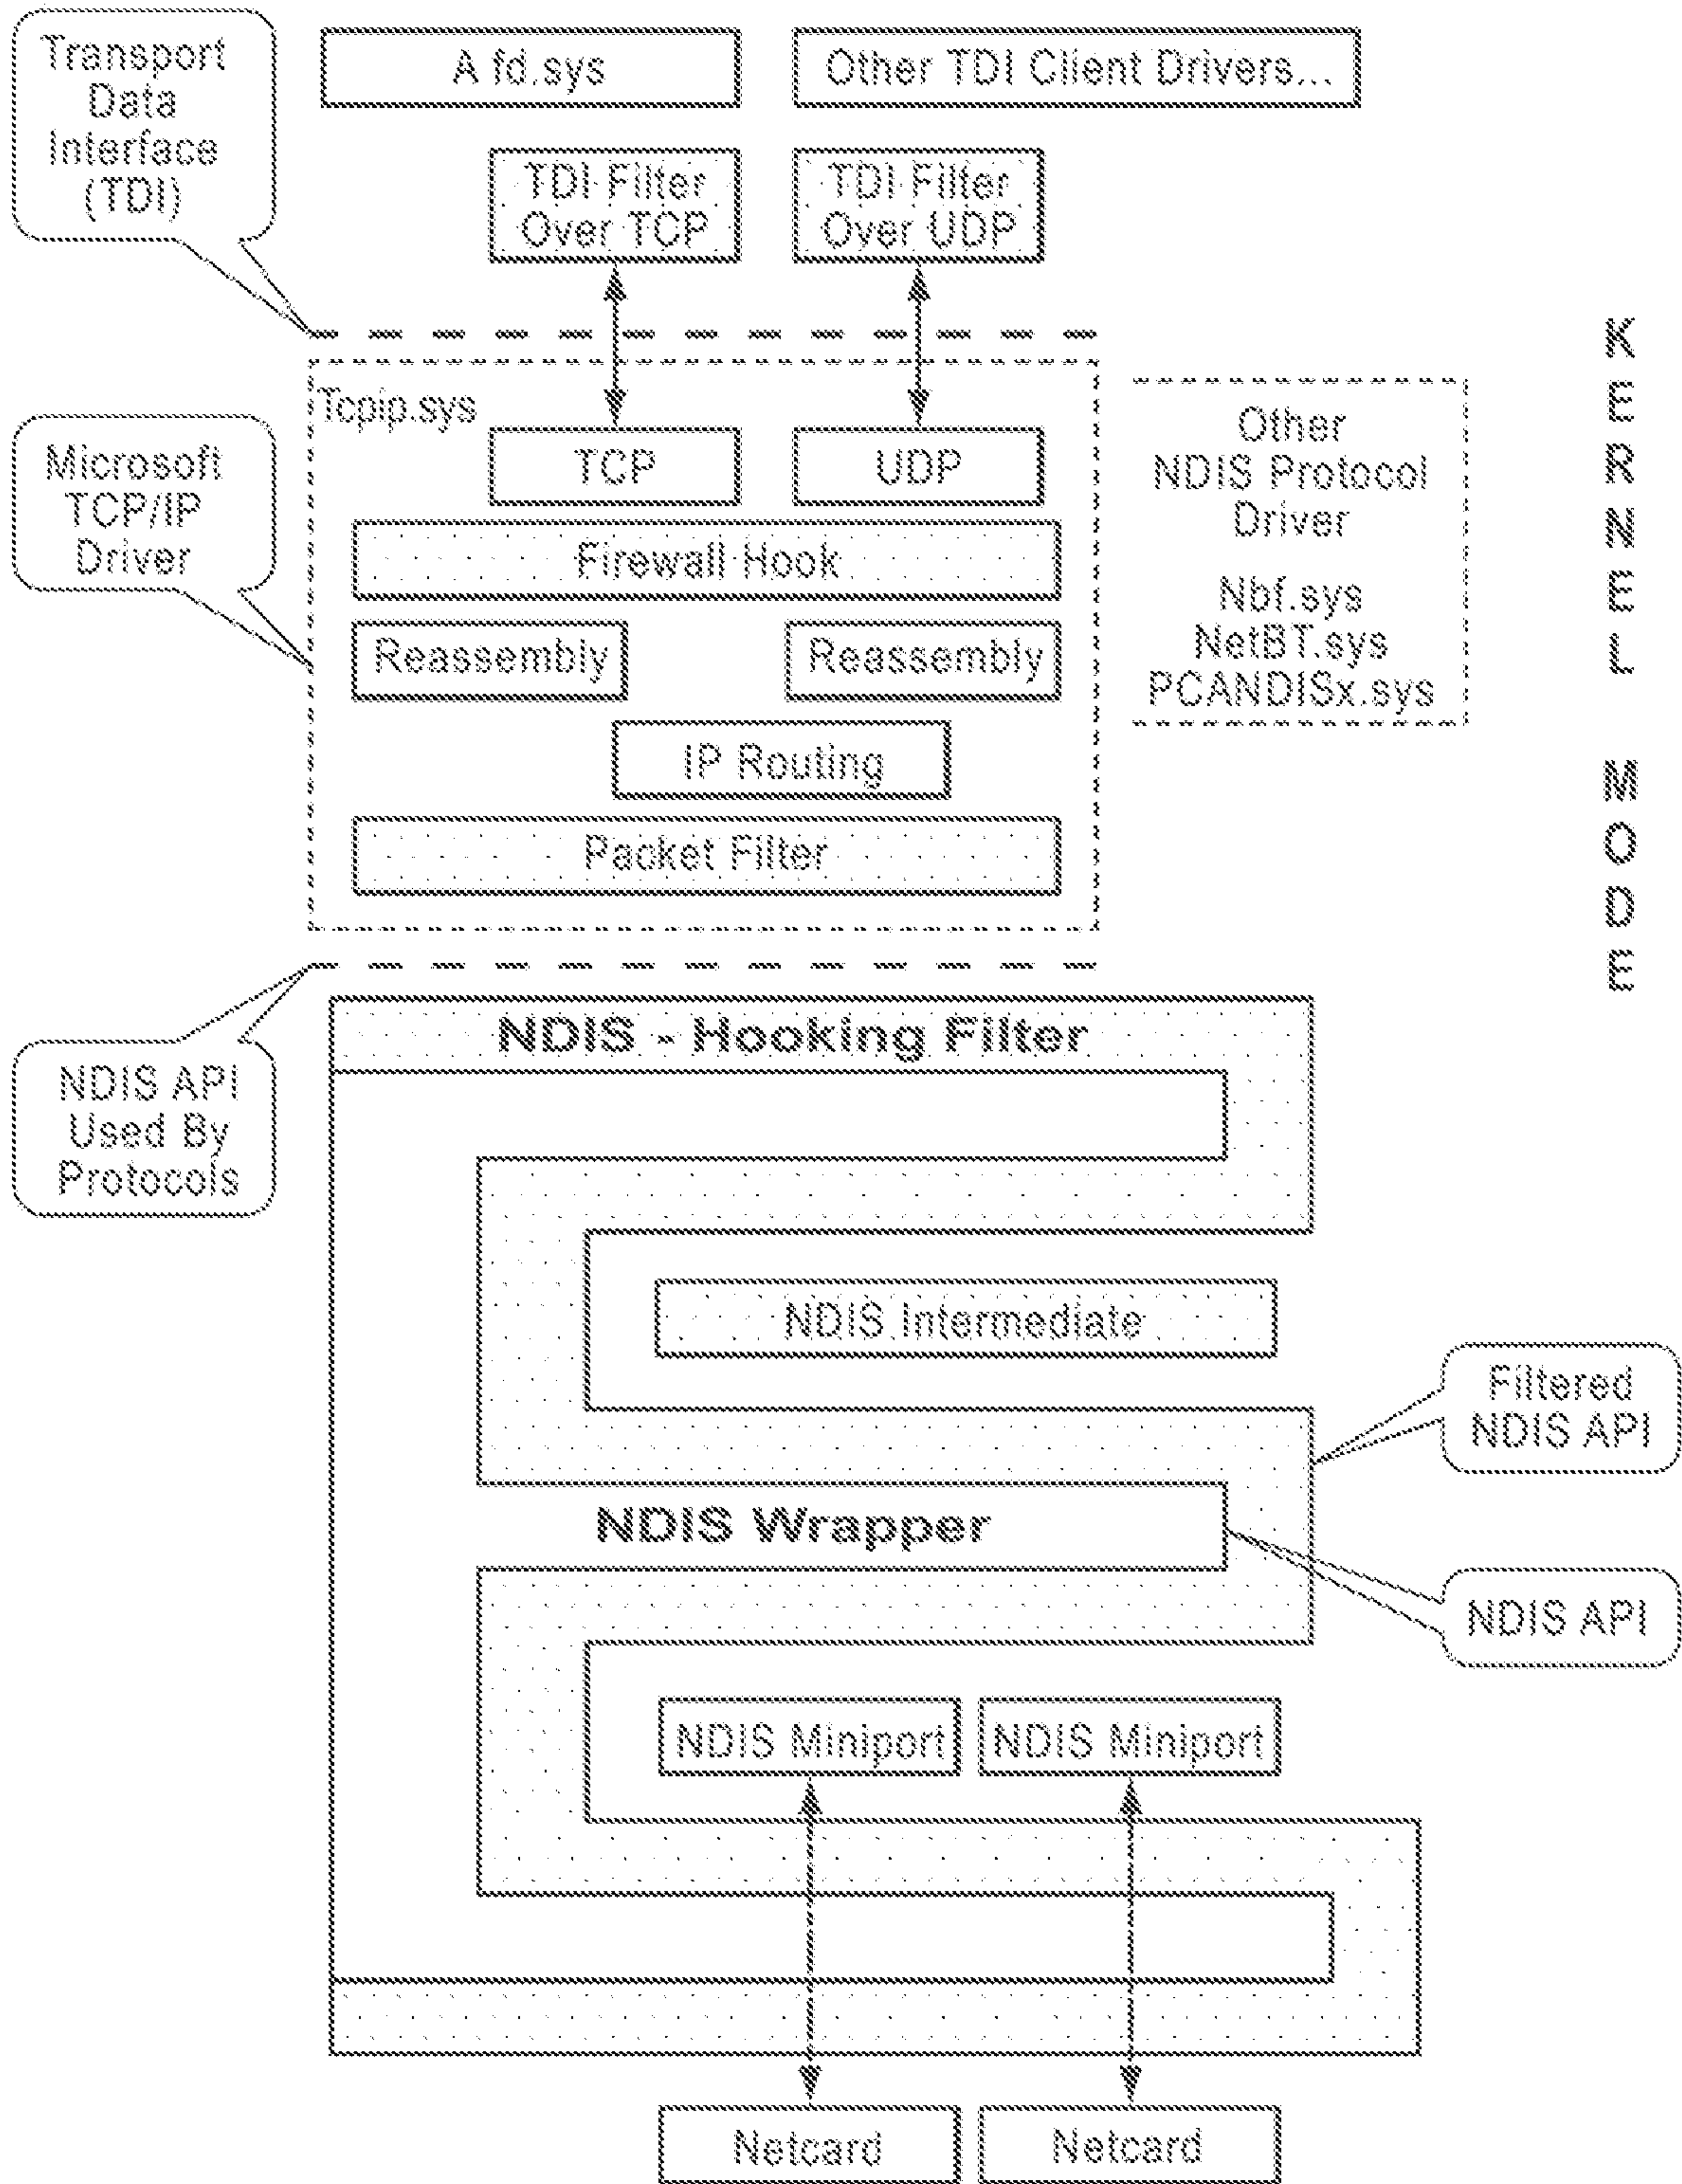 Transport
Data
Interface
(TDI)
A fd.sys
Other TDI Client Drivers...
TDI Filter
Over TCP
TDI Filter
Over UDP
Tcpip.sys
TCP
UDP
Microsoft
TCP/IP
Driver
Firewall Hook
Reassembly
Reassembly
IP Routing
Packet Filter
Other
NDIS Protocol
Driver
Nbf.sys
NetBT.sys
PCANDISx.sys
K
E
R
N
E
L
M
O
D
E
NDIS API
Used By
Protocols
NDIS - Hooking Filter
NDIS Intermediate
Filtered
NDIS API
NDIS Wrapper
NDIS API
NDIS Miniport
NDIS Miniport
Netcard
Netcard